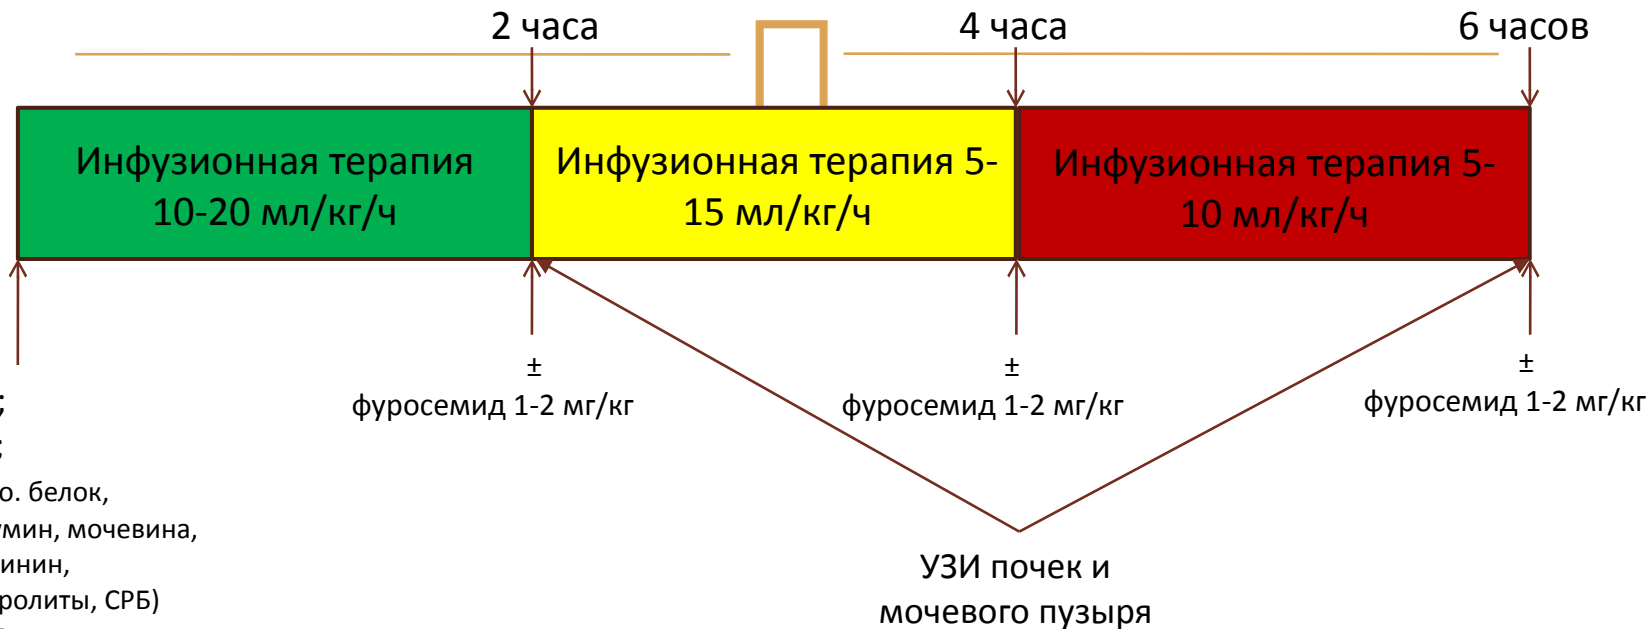 2 часа
4 часа
6 часов
Инфузионная терапия
10-20 мл/кг/ч
Инфузионная терапия 5-
15 мл/кг/ч
Инфузионная терапия 5-
10 мл/кг/ч
±
фуросемид 1-2 мг/кг
±
фуросемид 1-2 мг/кг
±
фуросемид 1-2 мг/кг
;
;
о. белок,
умин, мочевина,
инин,
ролиты, СРБ)
УЗИ почек и
мочевого пузыря